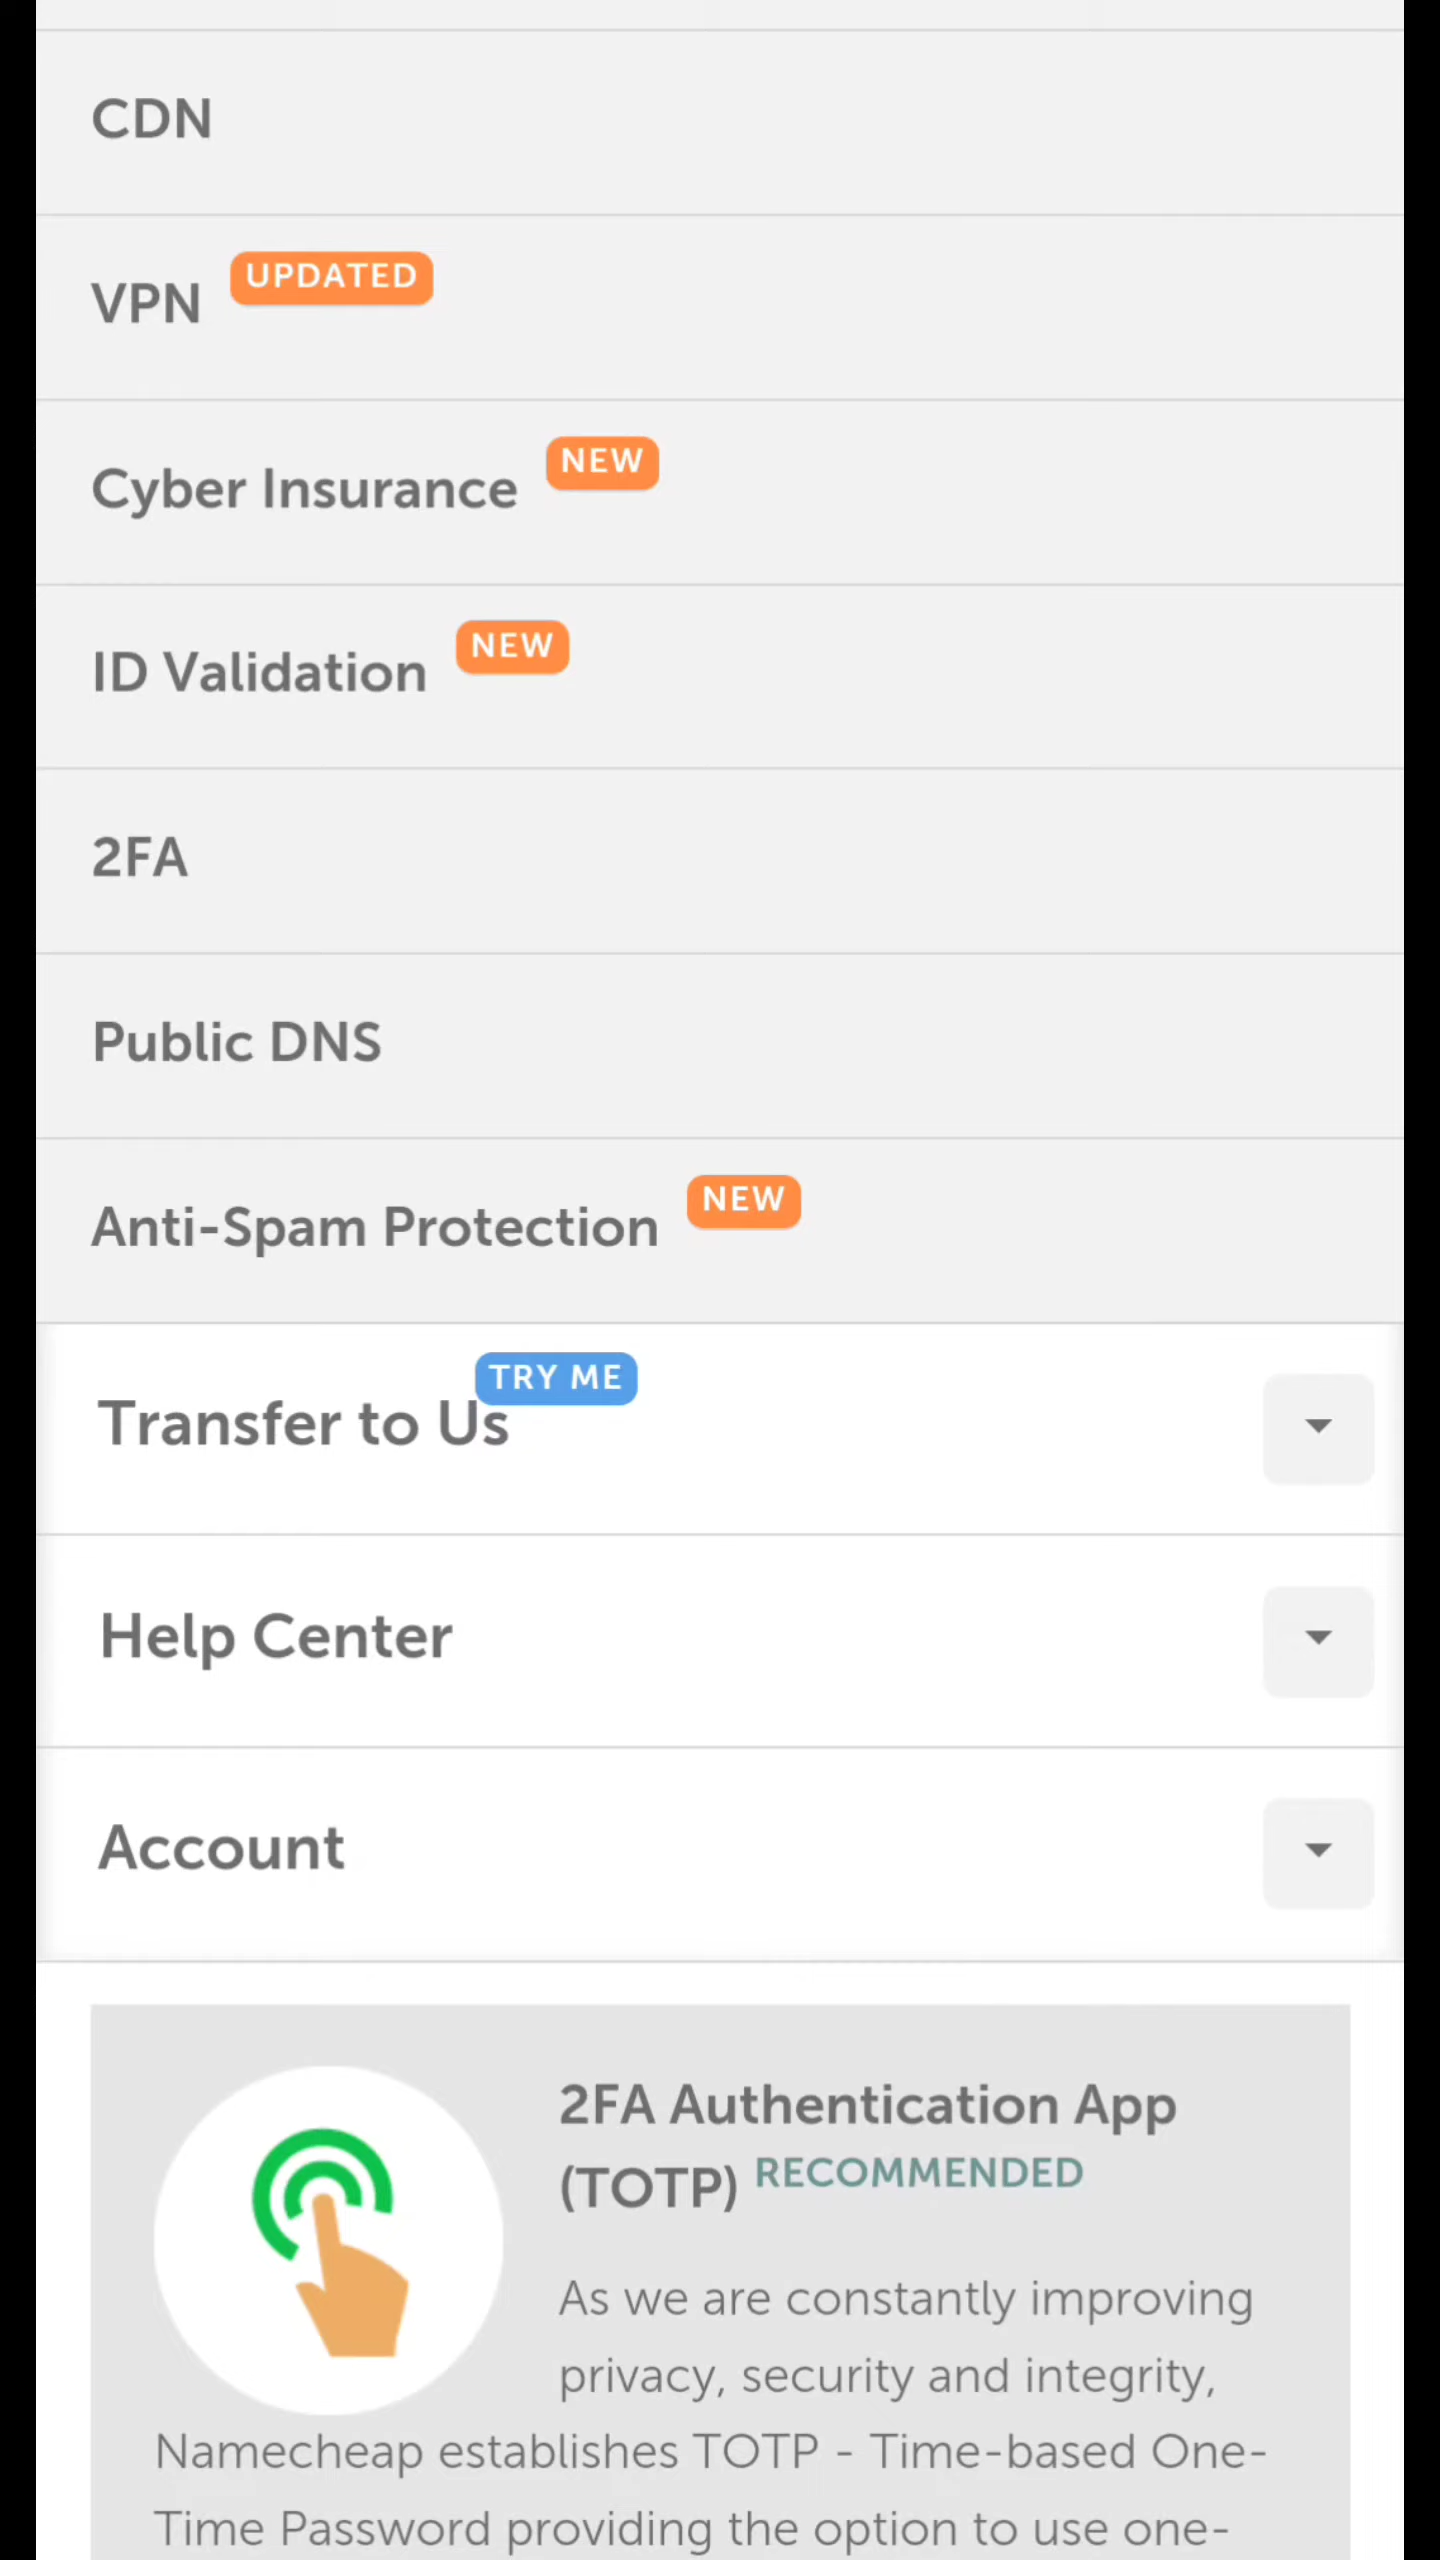 CDN
VPN UPDATED
Cyber Insurance NEW
ID Validation NEW
2FA
Public DNS
Anti-Spam Protection NEW
Transfer to Us TRY ME
Help Center
Account
2FA Authentication App
(TOTP) RECOMMENDED
As we are constantly improving
privacy, security and integrity,
Namecheap establishes TOTP - Time-based One-
Time Password providing the option to use one-